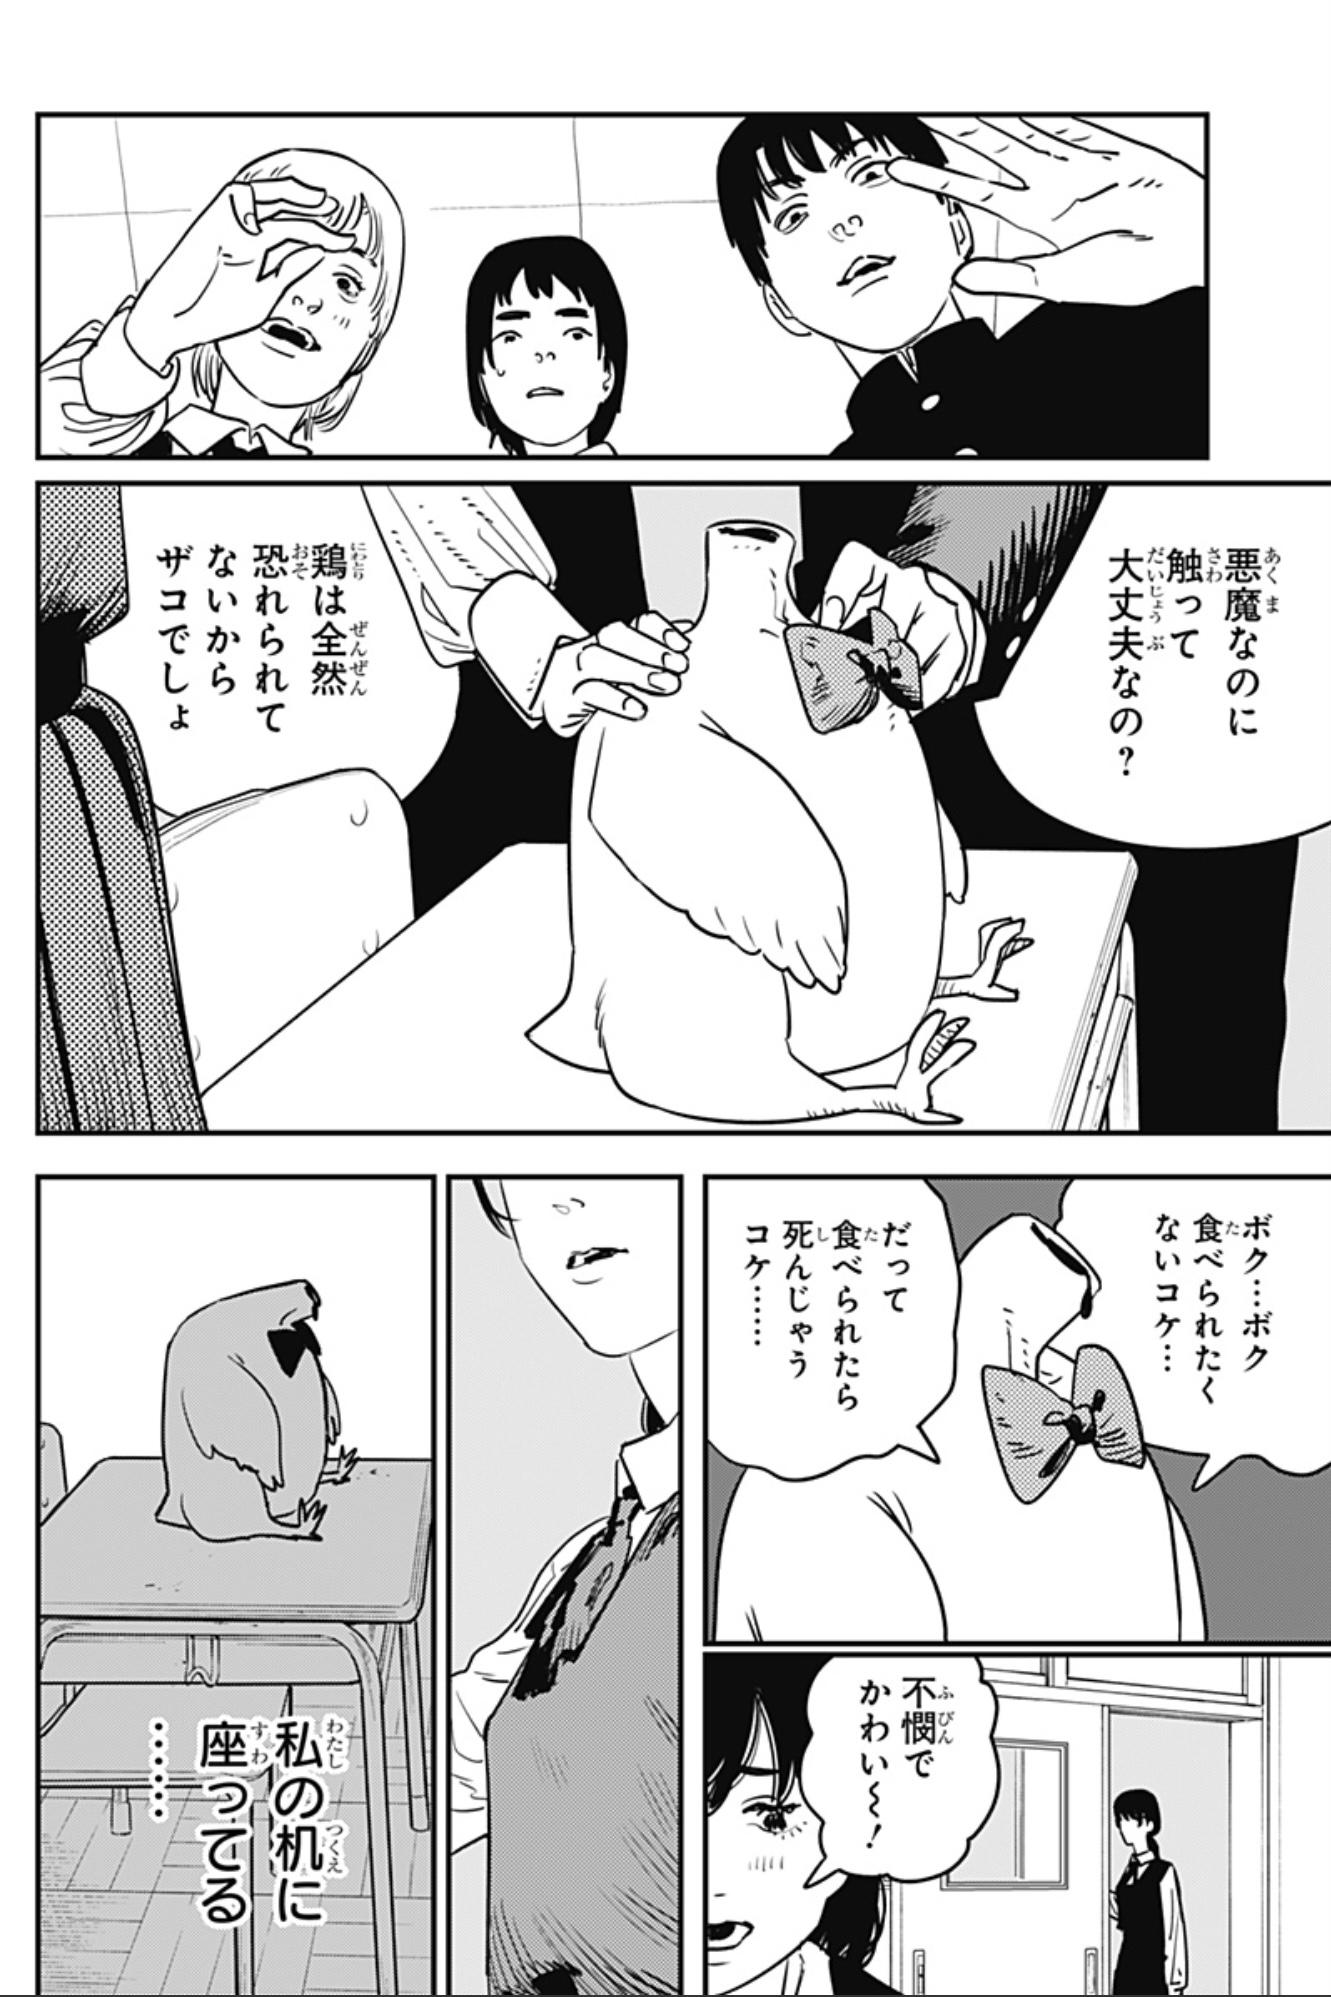 悪魔なのに
触って
大丈夫なの？
鶏は全然
恐れられて
ないから
ザコでしょ
ボク…ボク
食べられたく
ないコケ…
だって
食べられたら
死んじゃう
コケ……
不憫で
かわい〜！
私の机に
座ってる
……